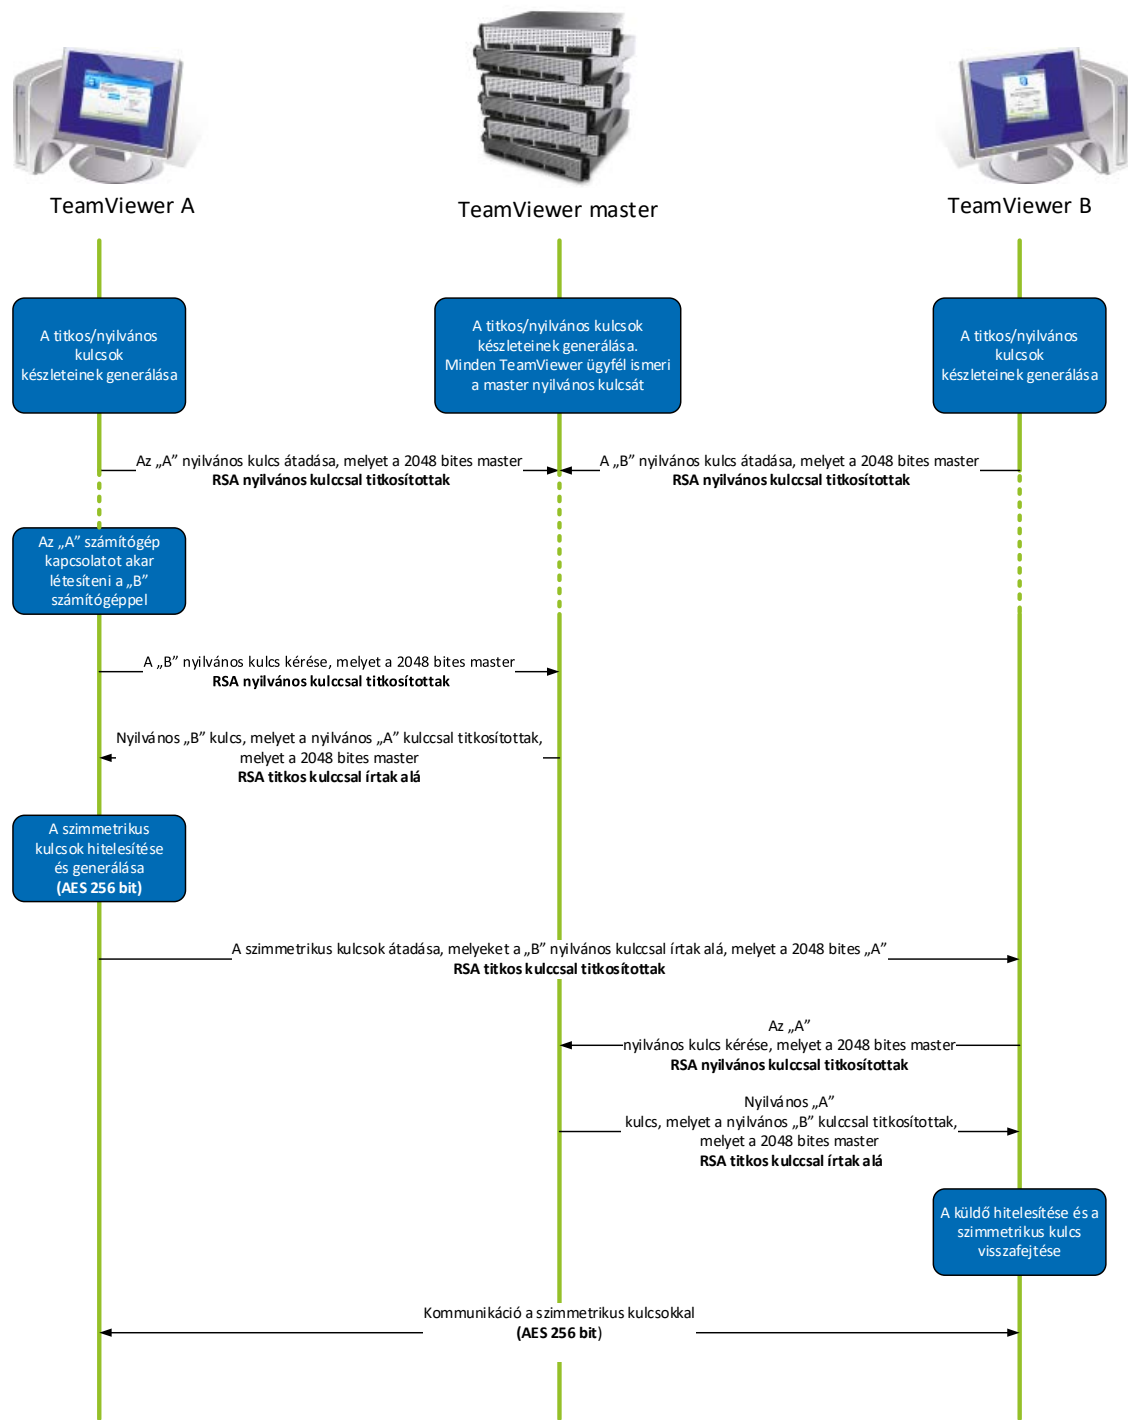 TeamViewer A
TeamViewer master
TeamViewer B
A titkos/nyilvános
kulcsok
készleteinek generálása
A titkos/nyilvános kulcsok
készleteinek generálása.
Minden TeamViewer ügyfél ismeri
a master nyilvános kulcsát
A titkos/nyilvános
kulcsok
készleteinek generálása
Az „A” nyilvános kulcs átadása, melyet a 2048 bites master
RSA nyilvános kulccsal titkosítottak
A „B” nyilvános kulcs átadása, melyet a 2048 bites master
RSA nyilvános kulccsal titkosítottak
Az „A” számítógép
kapcsolatot akar
létesíteni a „B”
számítógéppel
A „B” nyilvános kulcs kérése, melyet a 2048 bites master
RSA nyilvános kulccsal titkosítottak
Nyilvános „B” kulcs, melyet a nyilvános „A” kulccsal titkosítottak,
melyet a 2048 bites master
RSA titkos kulccsal írtak alá
A szimmetrikus
kulcsok hitelesítése
és generálása
(AES 256 bit)
A szimmetrikus kulcsok átadása, melyeket a „B” nyilvános kulccsal írtak alá, melyet a 2048 bites „A”
RSA titkos kulccsal titkosítottak
Az „A”
nyilvános kulcs kérése, melyet a 2048 bites master
RSA nyilvános kulccsal titkosítottak
Nyilvános „A”
kulcs, melyet a nyilvános „B” kulccsal titkosítottak,
melyet a 2048 bites master
RSA titkos kulccsal írtak alá
A küldő hitelesítése és a
szimmetrikus kulcs
visszafejtése
Kommunikáció a szimmetrikus kulcsokkal
(AES 256 bit)